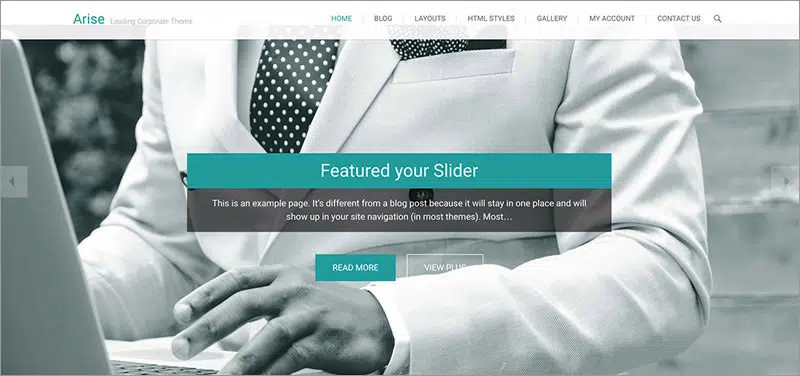 Arise Leading Corporate Theme
HOME BLOG LAYOUTS HTML STYLES GALLERY MY ACCOUNT CONTACT US
Featured your Slider
This is an example page. It's different from a blog post because it will stay in one place and will
show up in your site navigation (in most themes). Most…
READ MORE VIEW PLUS